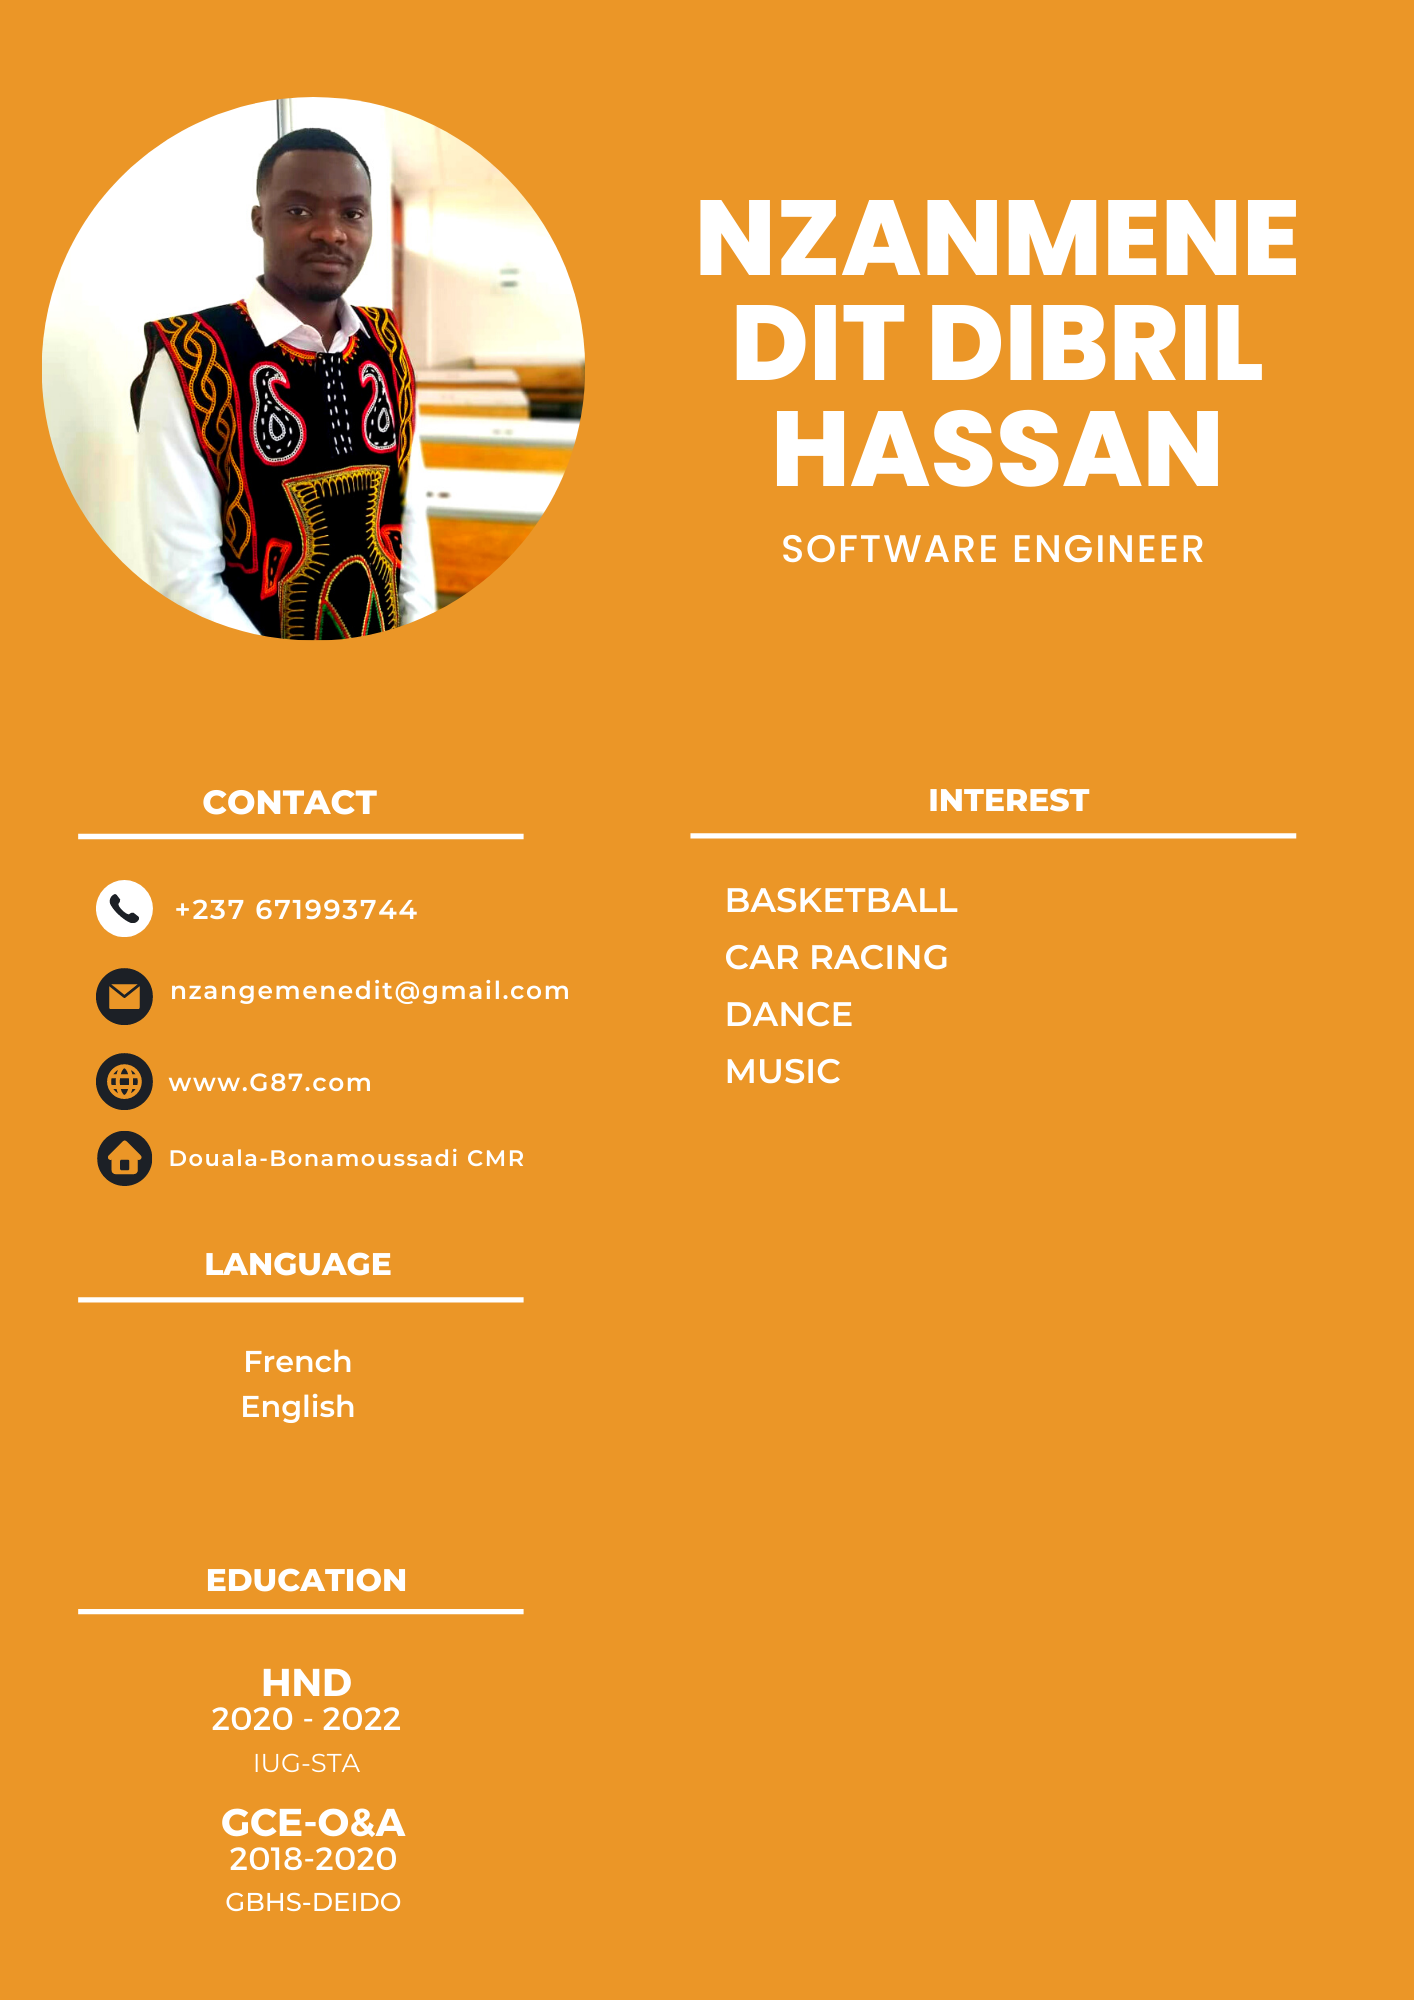 NZANMENE
DIT DIBRIL
HASSAN
SOFTWARE ENGINEER
CONTACT
+237 671993744
nzangemenedit@gmail.com
www.G87.com
Douala-Bonamoussadi CMR
LANGUAGE
French
English
EDUCATION
HND
2020 - 2022
IUG-STA
GCE-O&A
2018-2020
GBHS-DEIDO
INTEREST
BASKETBALL
CAR RACING
DANCE
MUSIC